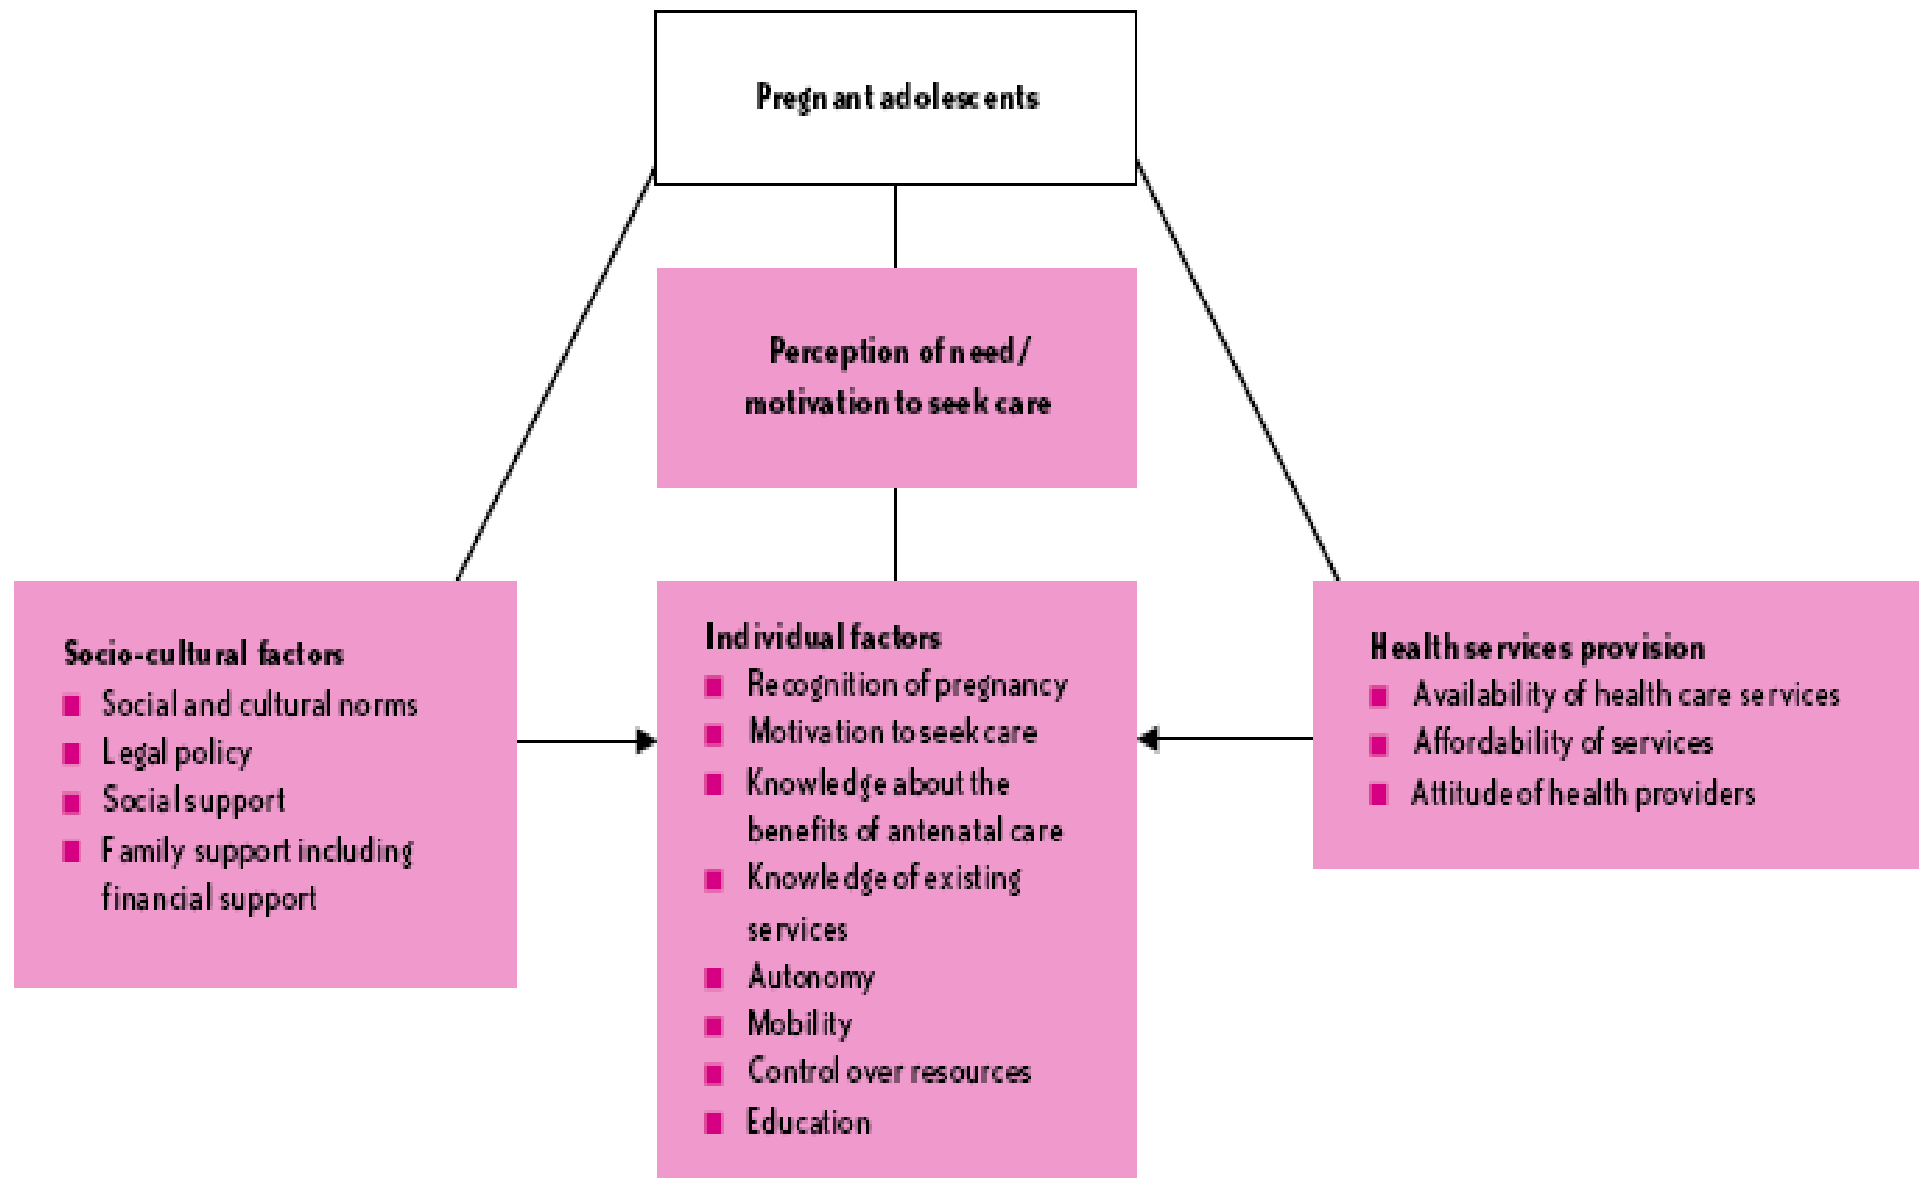 Pregnant adolescents
Perception of need/
motivation to seek care
Socio-cultural factors
Social and cultural norms
Legal policy
Social support
Family support including
financial support
Individual factors
Recognition of pregnancy
Motivation to seek care
Knowledge about the
benefits of antenatal care
Knowledge of existing
services
Autonomy
Mobility
Control over resources
Education
Health services provision
Availability of health care services
Affordability of services
Attitude of health providers